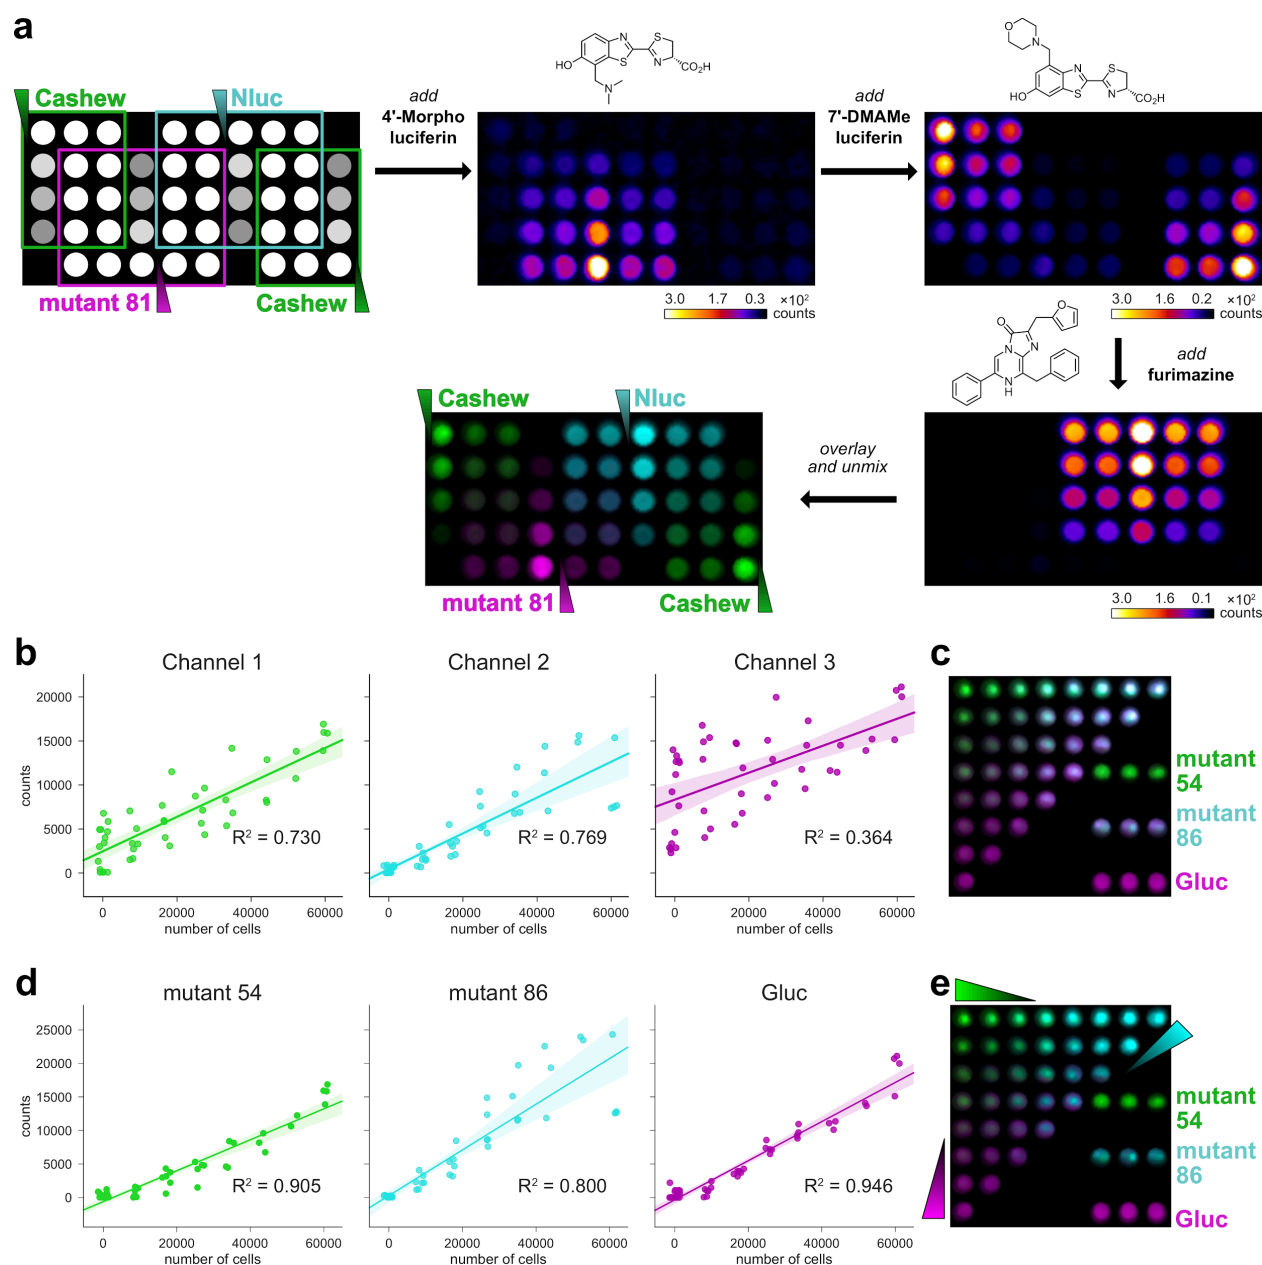 a
Cashew
Nluc
mutant 81
Cashew
add
4'-Morpho
luciferin
HO
N
S
S
N
CO₂H
N
add
7'-DMAMe
luciferin
O
N
N
S
S
N
HO
CO₂H
3.0 1.7 0.3 ×10²
counts
3.0 1.6 0.2 ×10²
counts
O
O
N
N
N
H
add
furimazine
Cashew
Nluc
mutant 81
Cashew
overlay
and unmix
3.0 1.6 0.1 ×10²
counts
b
Channel 1
Channel 2
Channel 3
counts
20000
15000
10000
5000
0
R² = 0.730
R² = 0.769
R² = 0.364
0 20000 40000 60000
0 20000 40000 60000
0 20000 40000 60000
number of cells
number of cells
number of cells
c
mutant
54
mutant
86
Gluc
d
mutant 54
mutant 86
Gluc
counts
25000
20000
15000
10000
5000
0
R² = 0.905
R² = 0.800
R² = 0.946
0 20000 40000 60000
0 20000 40000 60000
0 20000 40000 60000
number of cells
number of cells
number of cells
e
mutant
54
mutant
86
Gluc